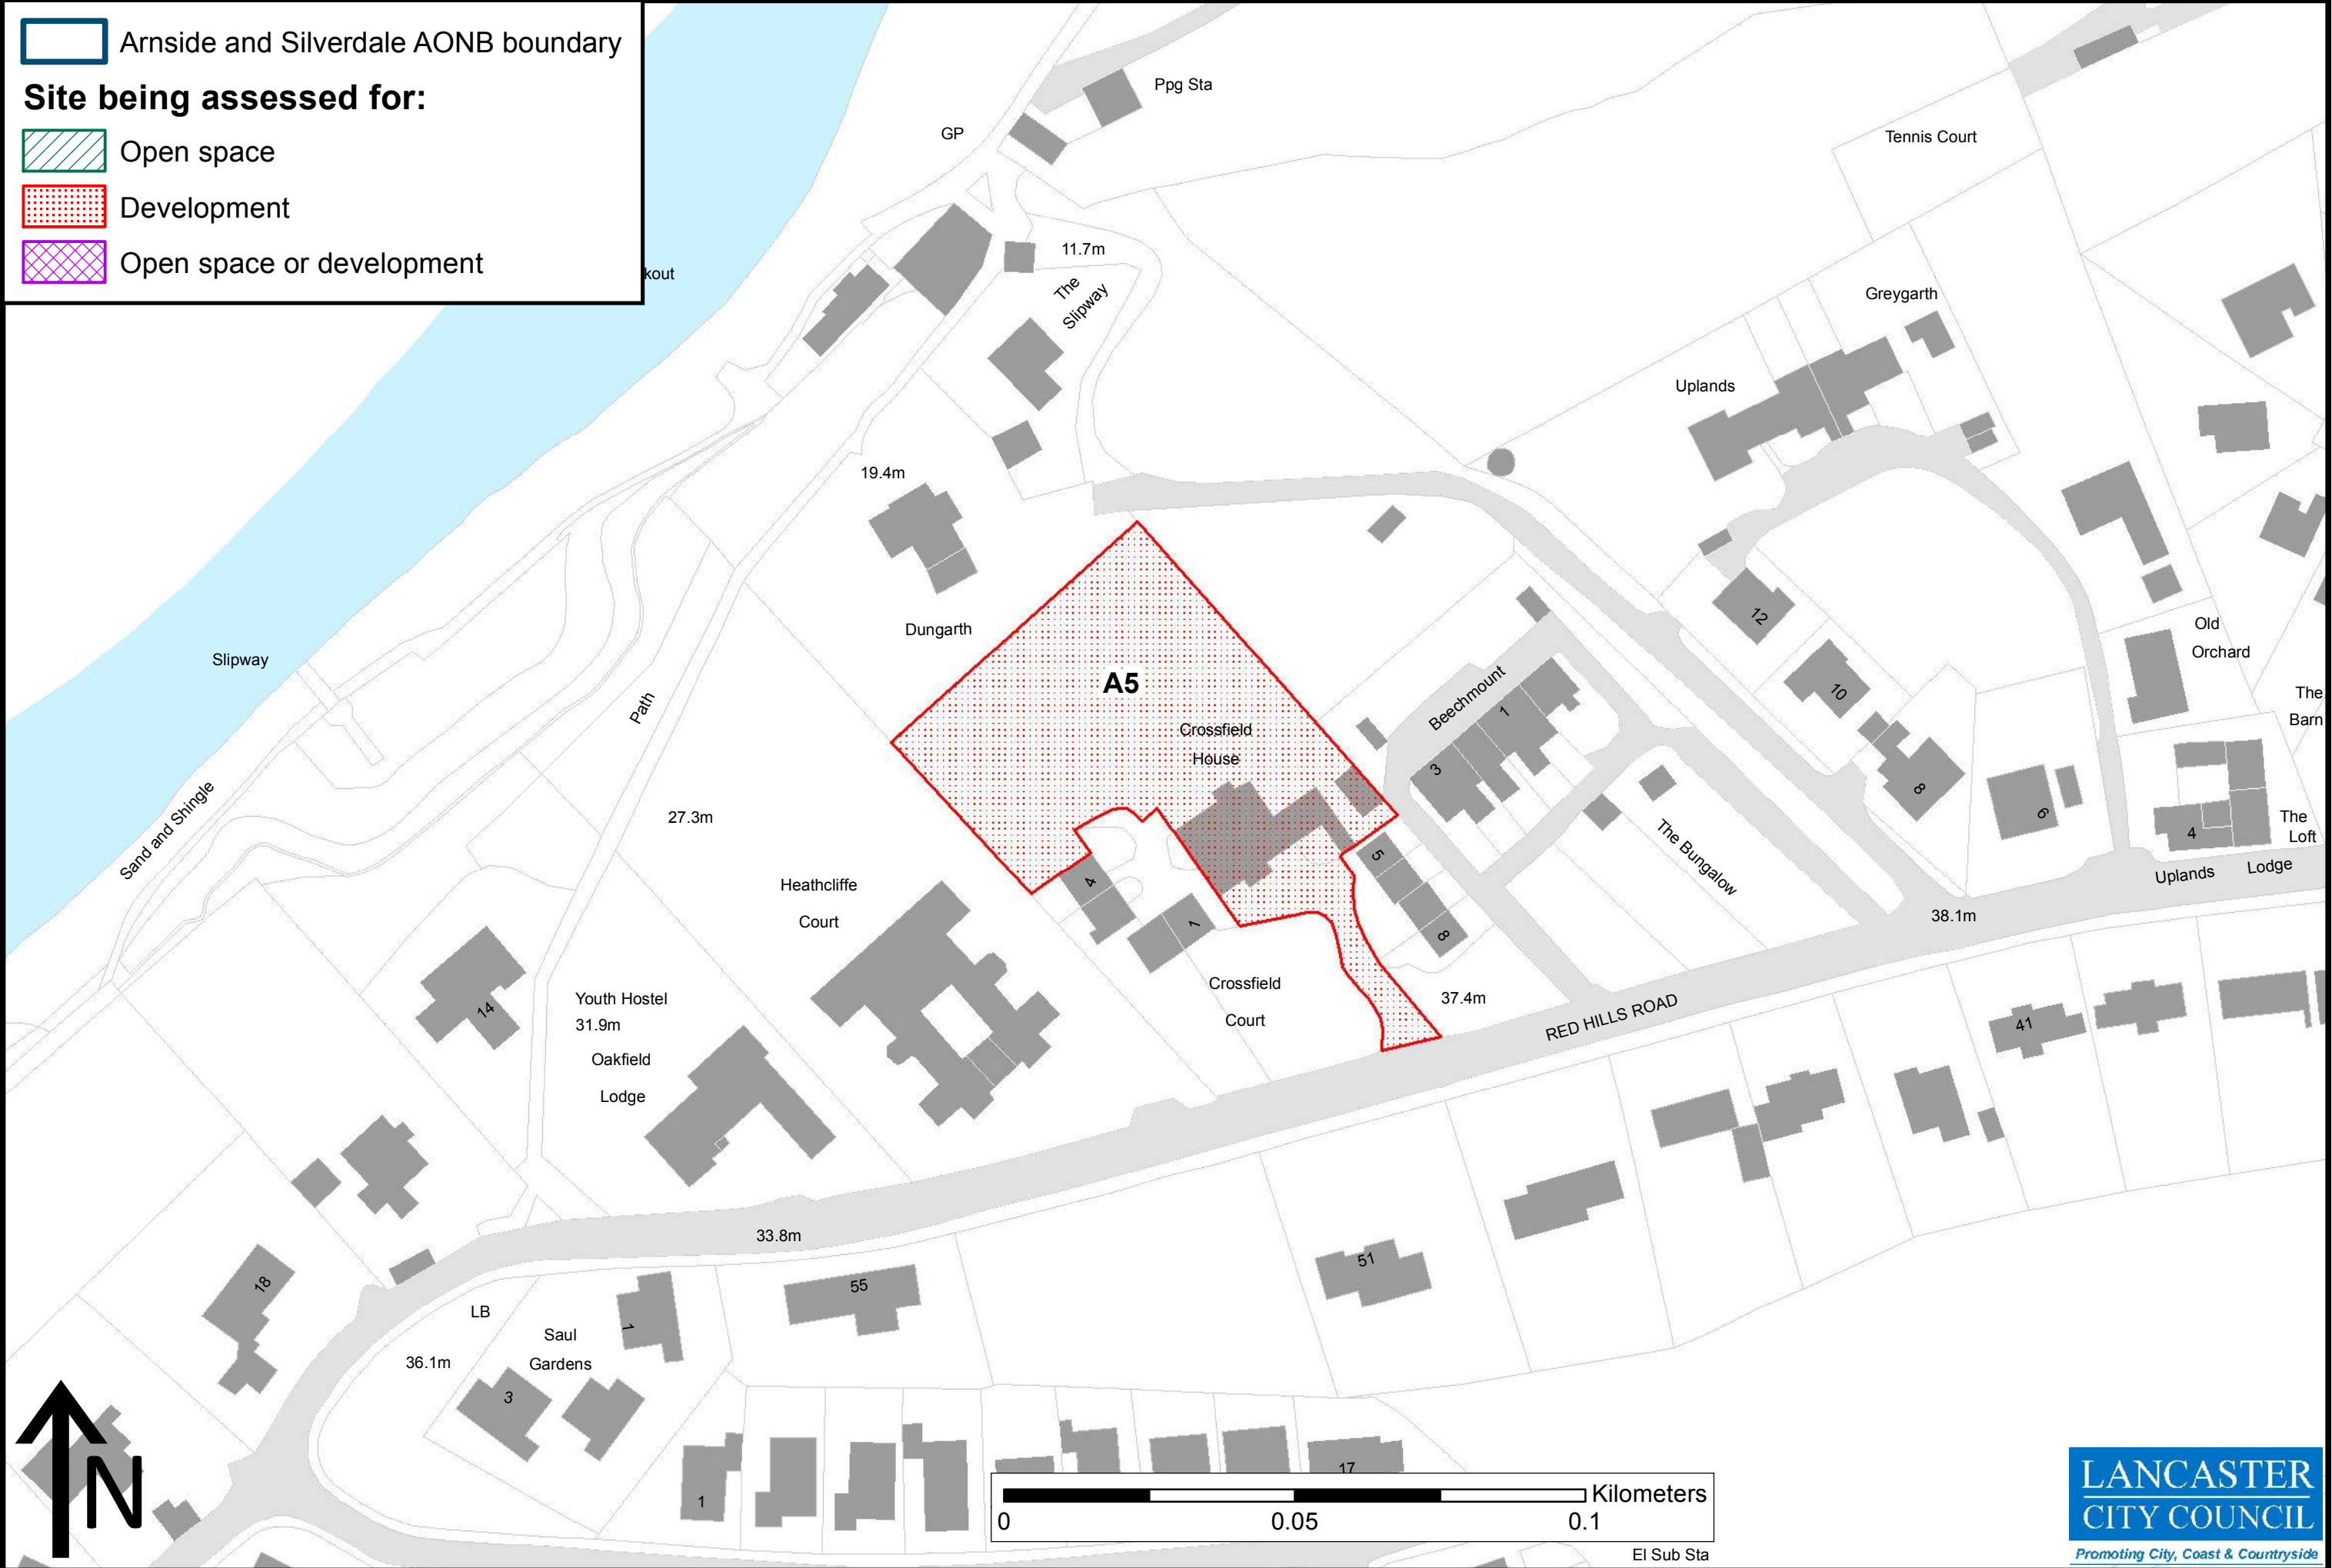 Arnside and Silverdale AONB boundary
Site being assessed for:
Open space
Development
Open space or development
kout
Ppg Sta
GP
Tennis Court
11.7m
The
Slipway
Greygarth
Uplands
19.4m
Dungarth
12
Old
Orchard
Slipway
A5
10
The
Barn
Path
Beechmount
1
Crossfield
House
3
8
6
Sand and Shingle
27.3m
The Bungalow
The
Loft
4
5
4
Uplands
Lodge
Heathcliffe
Court
1
8
38.1m
Crossfield
Court
37.4m
14
Youth Hostel
31.9m
Oakfield
Lodge
RED HILLS ROAD
41
33.8m
18
55
51
LB
1
Saul
Gardens
36.1m
3
17
1
N
Kilometers
0
0.05
0.1
El Sub Sta
LANCASTER
CITY COUNCIL
Promoting City, Coast & Countryside